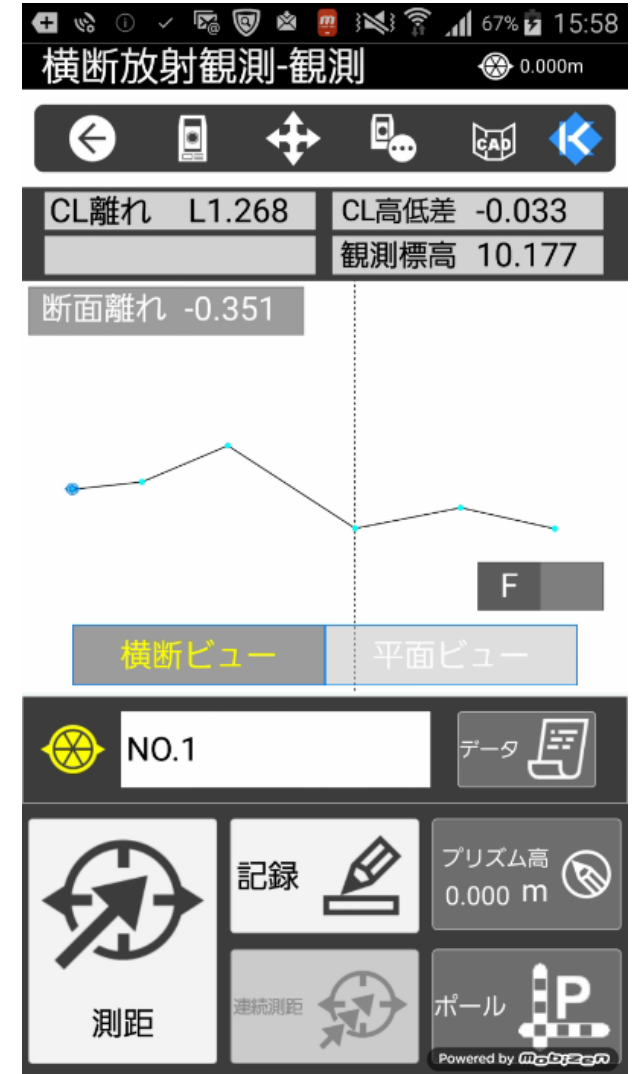 67% 15:58
横断放射観測-観測 0.000m
CAD
CL離れ L1.268 CL高低差 -0.033
観測標高 10.177
断面離れ -0.351
F
横断ビュー 平面ビュー
NO.1 データ
測距
記録
プリズム高
0.000 m
連続測距
ポール P
Powered by mobizen